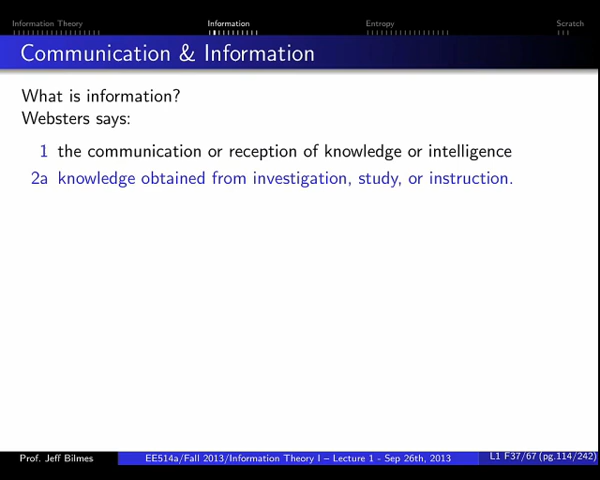 Information Theory Information Entropy Scratch
Communication & Information
What is information?
Websters says:
1 the communication or reception of knowledge or intelligence
2a knowledge obtained from investigation, study, or instruction.
Prof. Jeff Bilmes EE514a/Fall 2013/Information Theory I – Lecture 1 - Sep 26th, 2013 L1 F37/67 (pg.114/242)